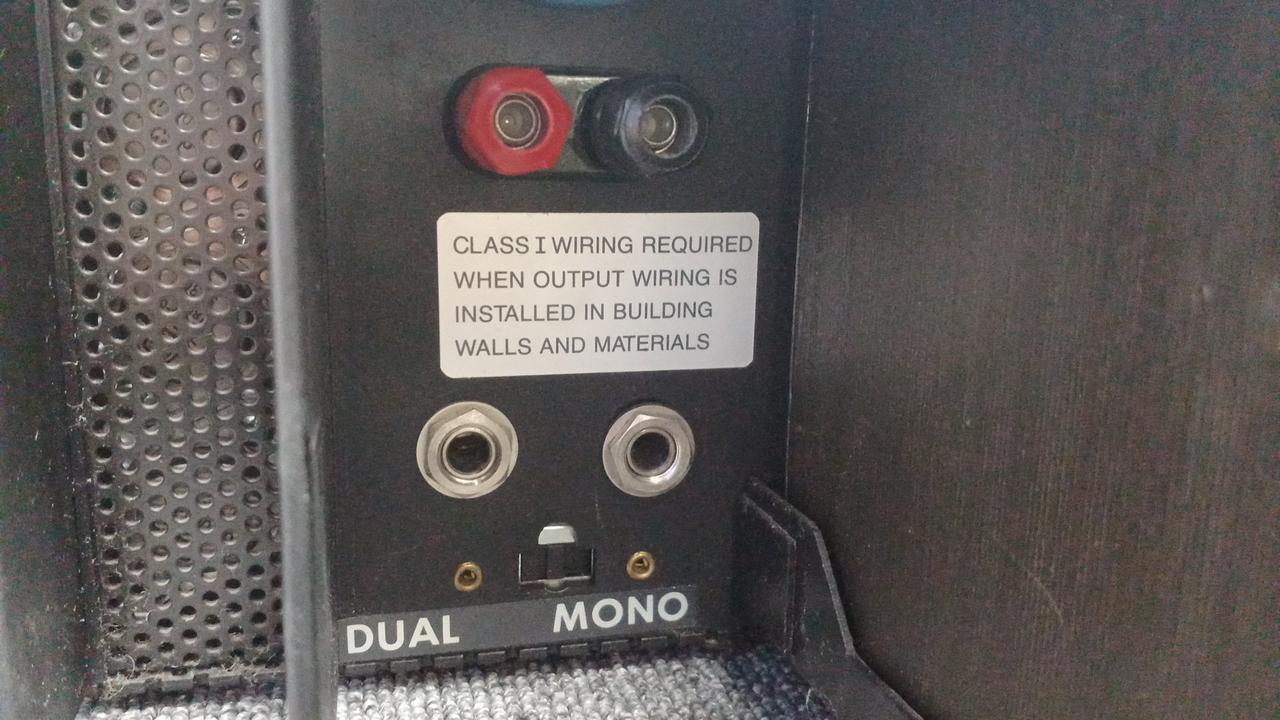 CLASS I WIRING REQUIRED
WHEN OUTPUT WIRING IS
INSTALLED IN BUILDING
WALLS AND MATERIALS
DUAL MONO